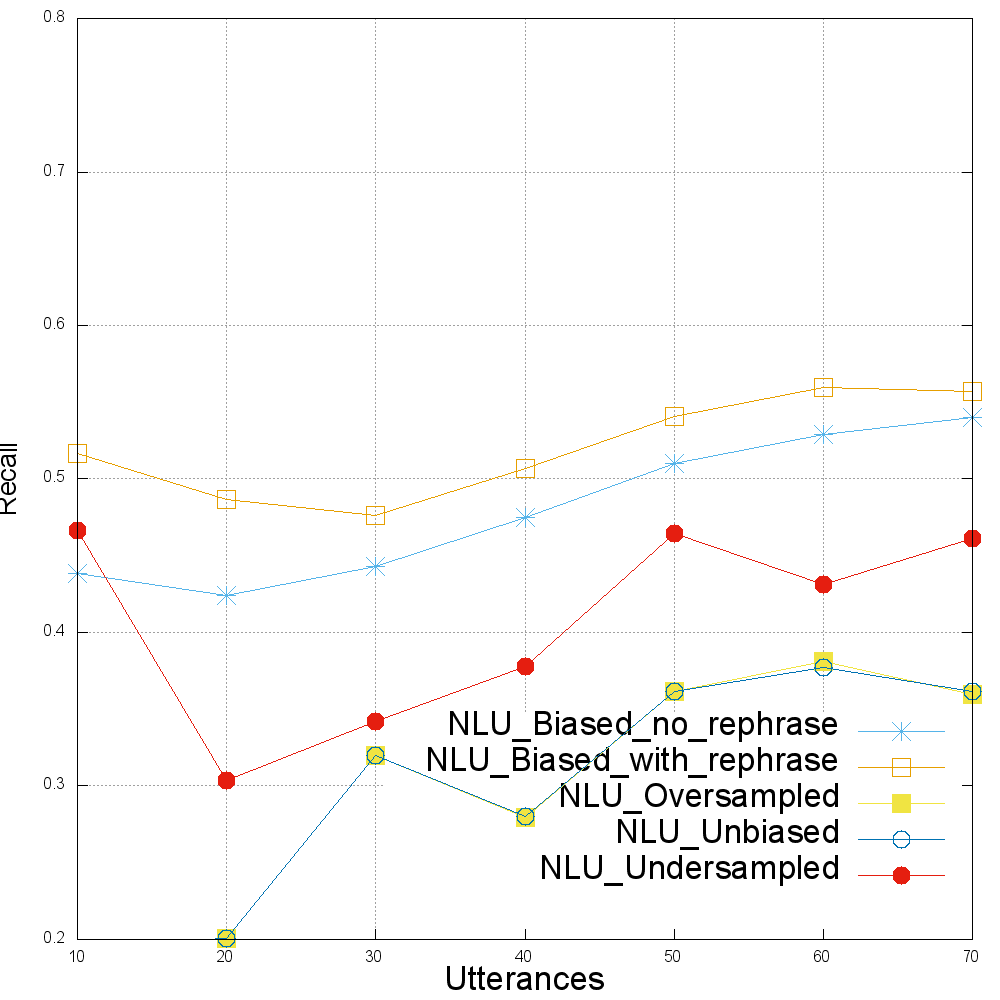 0.8
0.7
0.6
0.5
0.4
0.3
0.2
Recall
NLU_Biased_no_rephrase
NLU_Biased_with_rephrase
NLU_Oversampled
NLU_Unbiased
NLU_Undersampled
10 20 30 40 50 60 70
Utterances